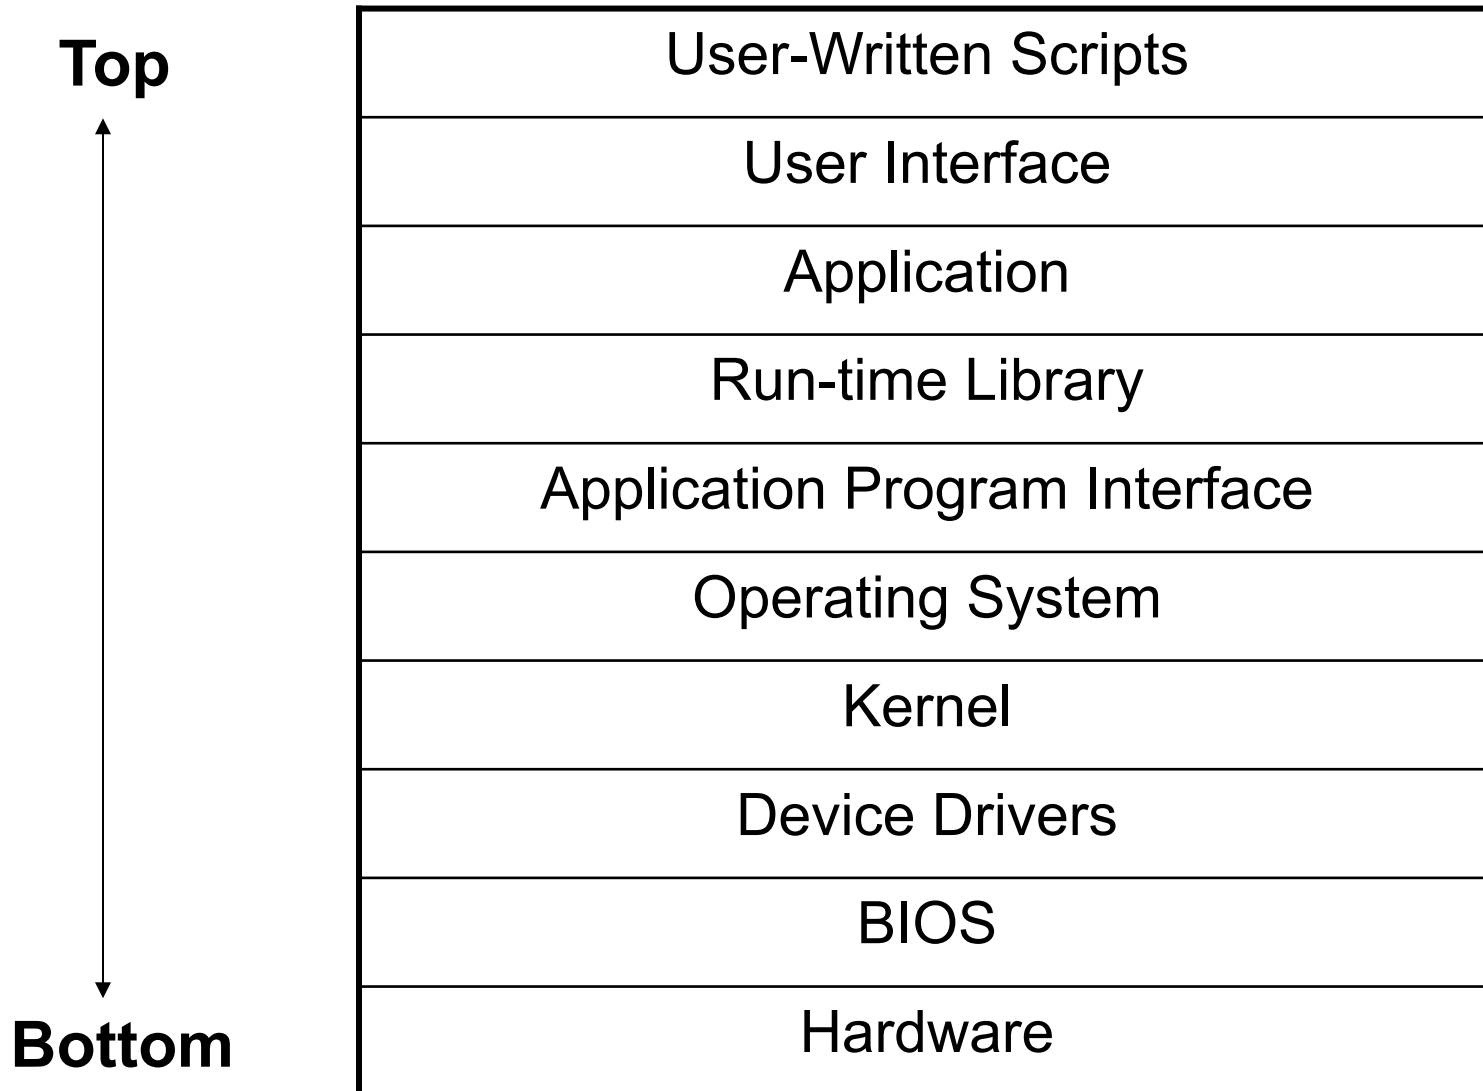 Top
User-Written Scripts
User Interface
Application
Run-time Library
Application Program Interface
Operating System
Kernel
Device Drivers
BIOS
Hardware
Bottom